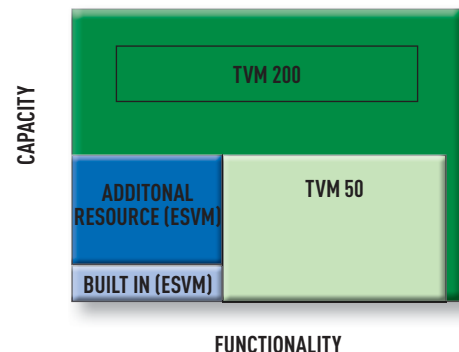 CAPACITY
TVM 200
ADDITONAL
RESOURCE (ESVM)
TVM 50
BUILT IN (ESVM)
FUNCTIONALITY